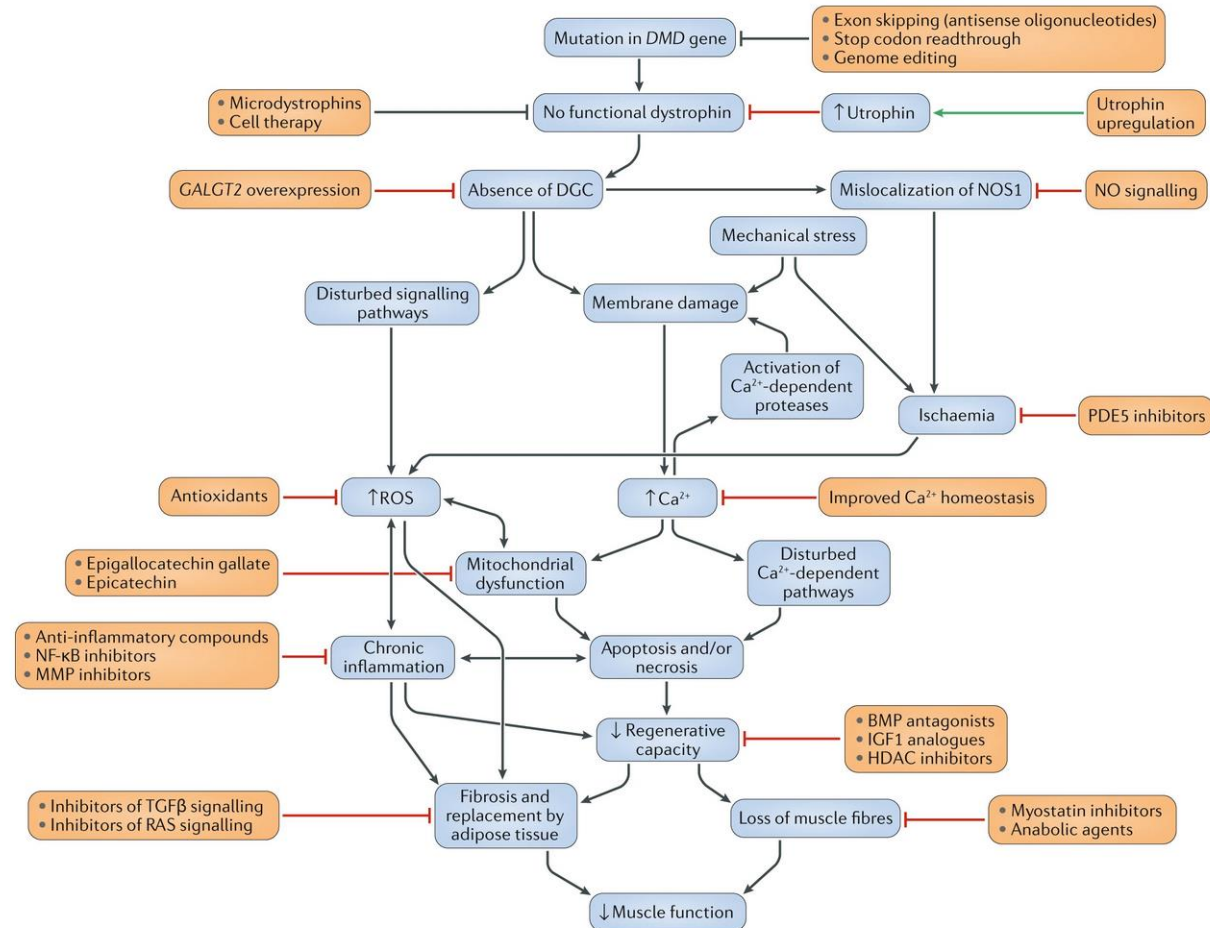 • Exon skipping (antisense oligonucleotides)
• Stop codon readthrough
• Genome editing
Mutation in DMD gene
• Microdystrophins
• Cell therapy
No functional dystrophin
↑Utrophin
Utrophin
upregulation
GALGT2 overexpression
Absence of DGC
Mislocalization of NOS1
NO signalling
Mechanical stress
Disturbed signalling
pathways
Membrane damage
Activation of
Ca²⁺-dependent
proteases
Ischaemia
PDE5 inhibitors
Antioxidants
↑ROS
↑Ca²⁺
Improved Ca²⁺ homeostasis
• Epigallocatechin gallate
• Epicatechin
Mitochondrial
dysfunction
Disturbed
Ca²⁺-dependent
pathways
• Anti-inflammatory compounds
• NF-κB inhibitors
• MMP inhibitors
Chronic
inflammation
Apoptosis and/or
necrosis
↓Regenerative
capacity
• BMP antagonists
• IGF1 analogues
• HDAC inhibitors
• Inhibitors of TGFβ signalling
• Inhibitors of RAS signalling
Fibrosis and
replacement by
adipose tissue
Loss of muscle fibres
• Myostatin inhibitors
• Anabolic agents
↓Muscle function